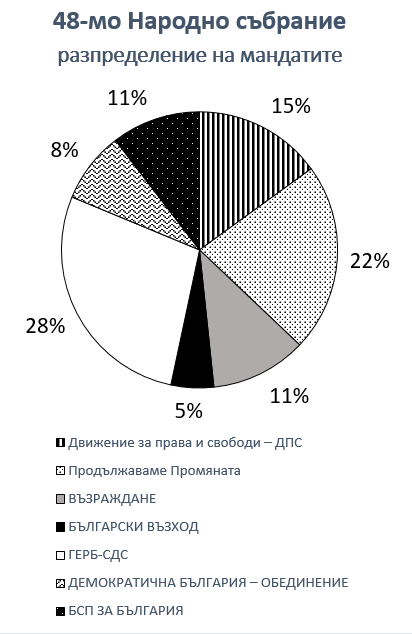 48-мо Народно събрание
разпределение на мандатите
11%
15%
8%
22%
28%
11%
5%
Движение за права и свободи – ДПС
Продължаваме Промяната
ВЪЗРАЖДАНЕ
БЪЛГАРСКИ ВЪЗХОД
ГЕРБ-СДС
ДЕМОКРАТИЧНА БЪЛГАРИЯ – ОБЕДИНЕНИЕ
БСП ЗА БЪЛГАРИЯ